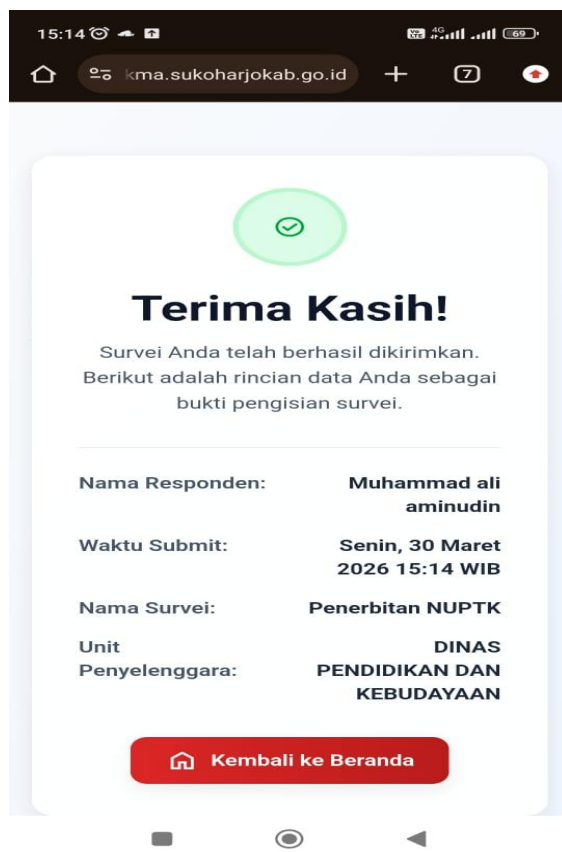 15:14
4G
69
kma.sukoharjokab.go.id
7
Terima Kasih!
Survei Anda telah berhasil dikirimkan.
Berikut adalah rincian data Anda sebagai
bukti pengisian survei.
Nama Responden: Muhammad ali
aminudin
Waktu Submit: Senin, 30 Maret
2026 15:14 WIB
Nama Survei: Penerbitan NUPTK
Unit DINAS
Penyelenggara: PENDIDIKAN DAN
KEBUDAYAAN
Kembali ke Beranda